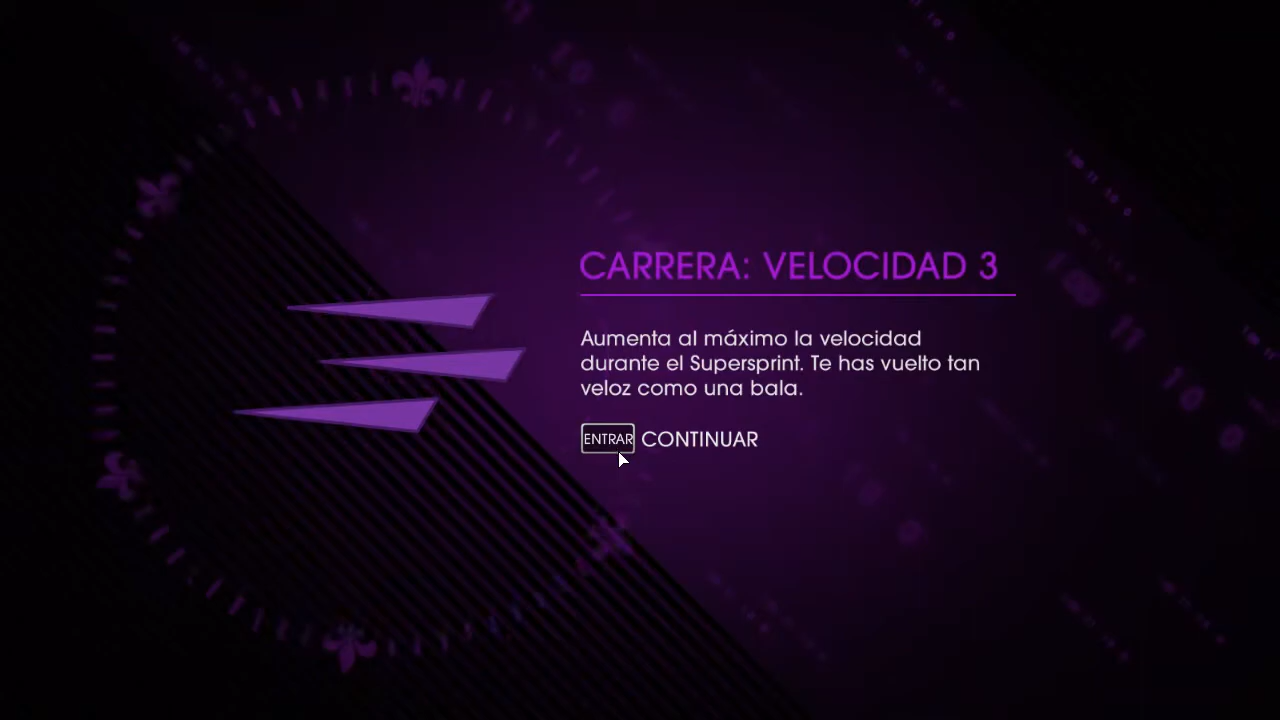 CARRERA: VELOCIDAD 3
Aumenta al máximo la velocidad
durante el Supersprint. Te has vuelto tan
veloz como una bala.
ENTRAR CONTINUAR